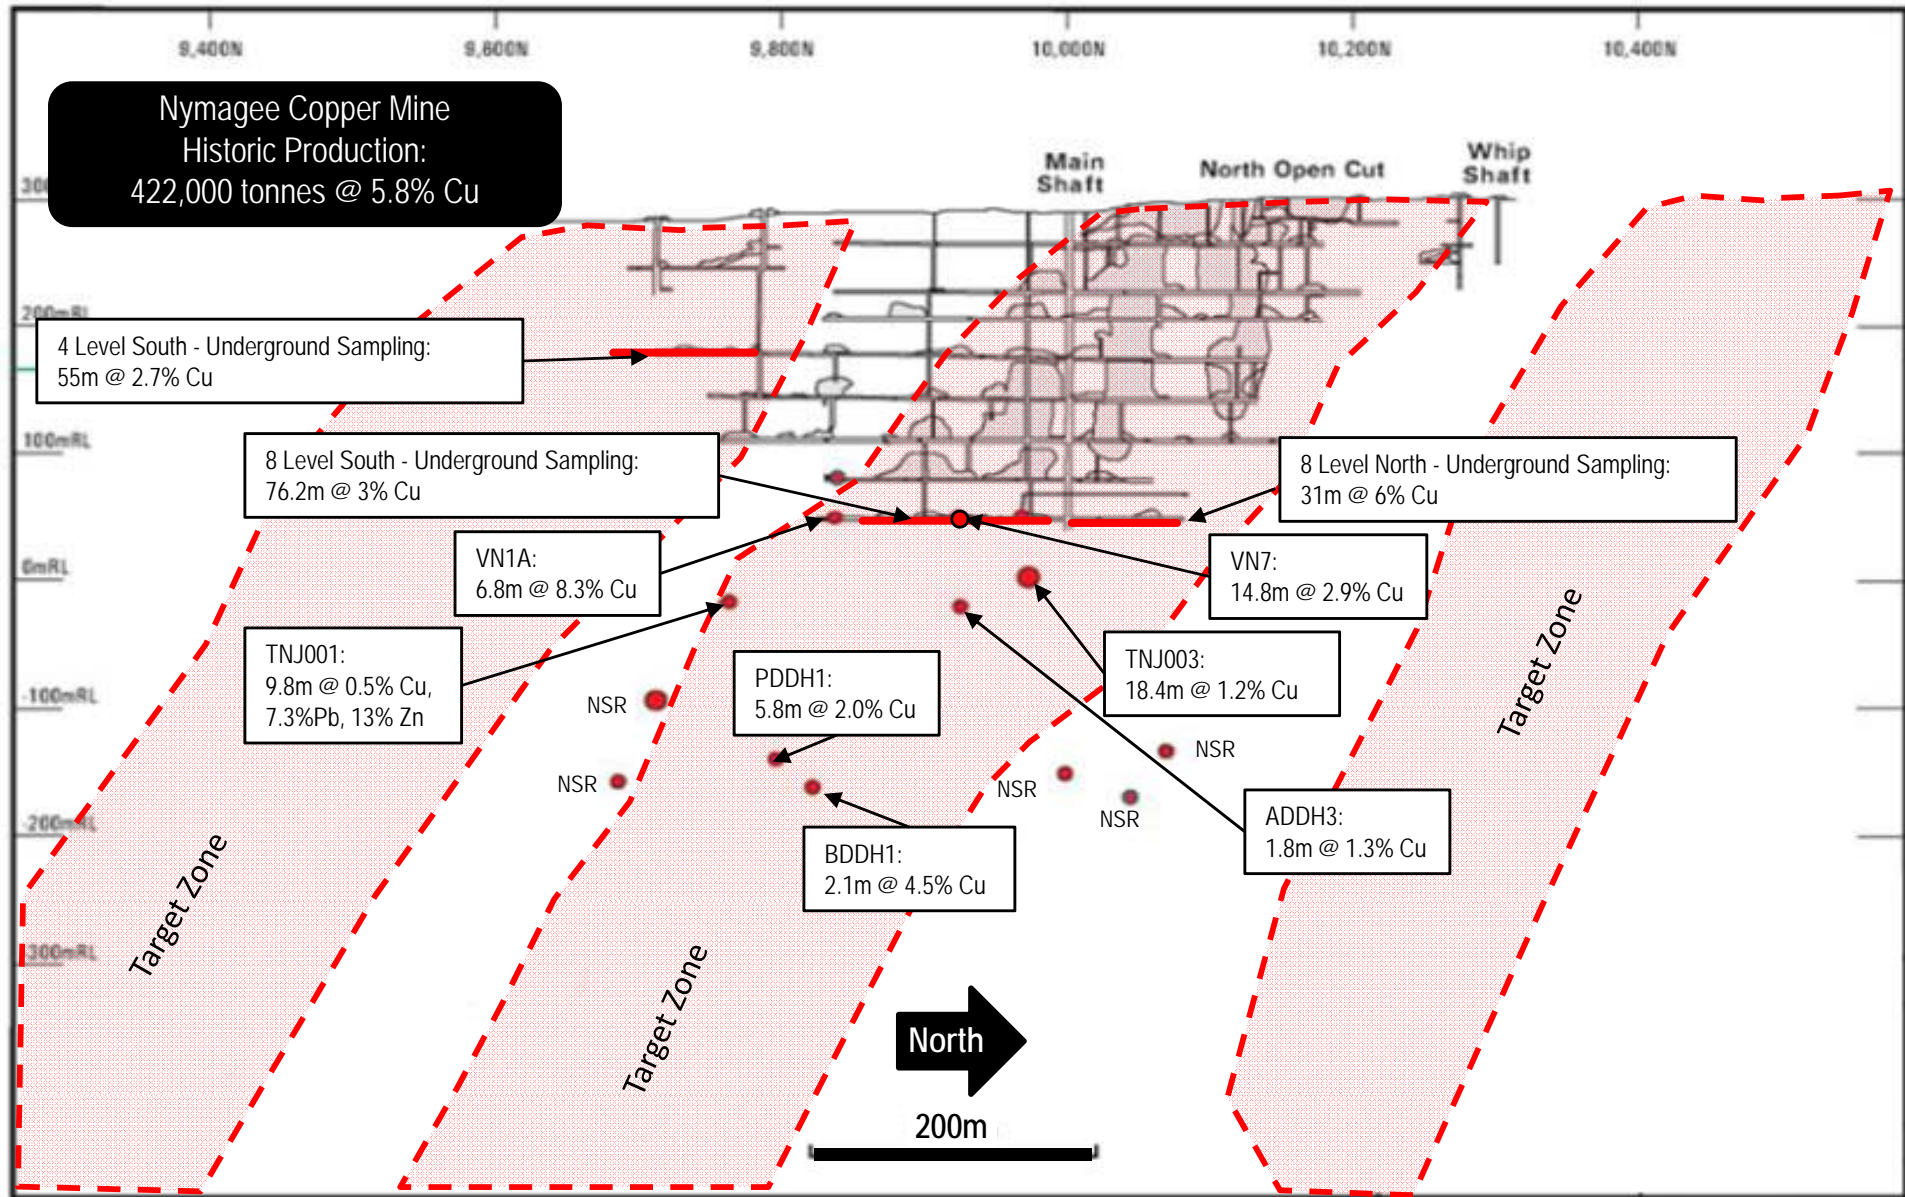 9,400N
9,600N
9,800N
10,000N
10,200N
10,400N
Nymagee Copper Mine
Historic Production:
422,000 tonnes @ 5.8% Cu
Main
Shaft
North Open Cut
Whip
Shaft
200mRL
4 Level South - Underground Sampling:
55m @ 2.7% Cu
100mRL
8 Level South - Underground Sampling:
76.2m @ 3% Cu
8 Level North - Underground Sampling:
31m @ 6% Cu
0mRL
VN1A:
6.8m @ 8.3% Cu
VN7:
14.8m @ 2.9% Cu
TNJ001:
9.8m @ 0.5% Cu,
7.3%Pb, 13% Zn
TNJ003:
18.4m @ 1.2% Cu
PDDH1:
5.8m @ 2.0% Cu
-100mRL
NSR
NSR
NSR
NSR
NSR
ADDH3:
1.8m @ 1.3% Cu
-200mRL
BDDH1:
2.1m @ 4.5% Cu
-300mRL
Target Zone
Target Zone
Target Zone
North
200m